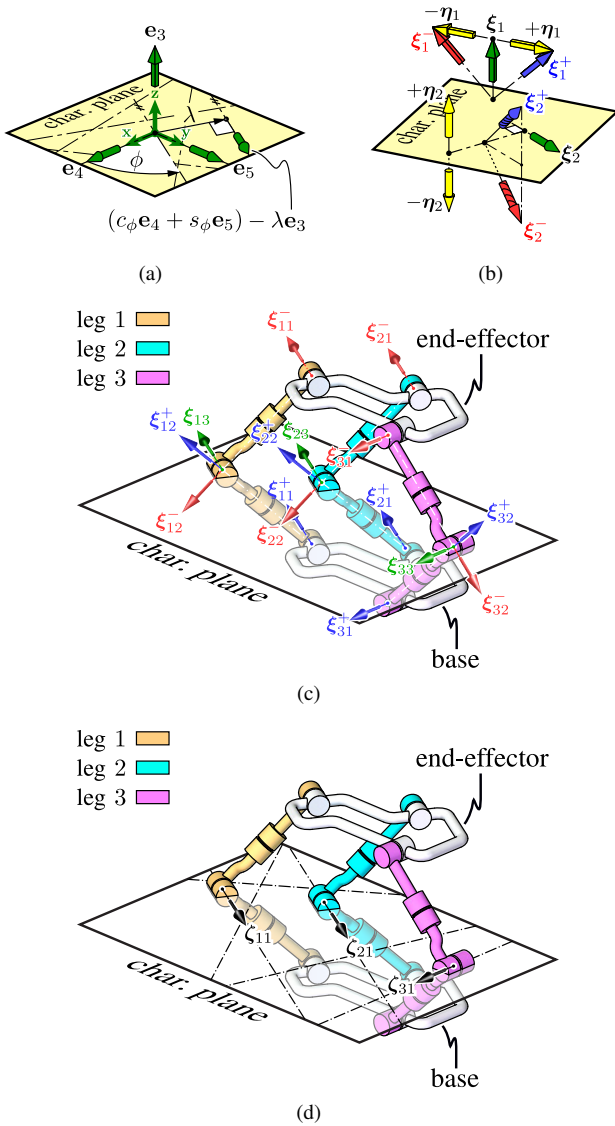 e₃
char. plane
z
λ
x
y
e₄
ϕ
e₅
(c_ϕe₄ + s_ϕe₅) − λe₃
(a)
−η₁
ξ₁
+η₁
ξ₁⁻
ξ₁⁺
+η₂
ξ₂⁺
char. plane
ξ₂
−η₂
ξ₂⁻
(b)
leg 1
leg 2
leg 3
ξ₁₁⁻
ξ₂₁⁻
end-effector
ξ₁₂⁺
ξ₁₃
ξ₂₂⁺
ξ₂₃
ξ₃₁⁻
ξ₁₁⁺
ξ₂₁⁺
ξ₃₂⁺
ξ₁₂⁻
ξ₂₂⁻
ξ₃₃
char. plane
ξ₃₂⁻
ξ₃₁⁺
base
(c)
leg 1
leg 2
leg 3
end-effector
ζ₁₁
ζ₂₁
ζ₃₁
char. plane
base
(d)